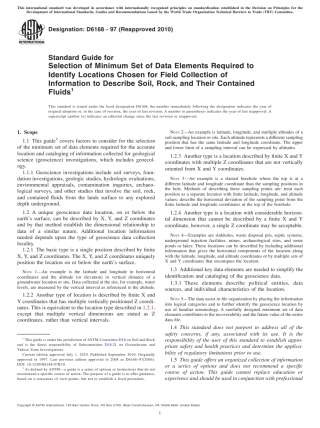 This international standard was developed in accordance with internationally recognized principles on standardization established in the Decision on Principles for the
Development of International Standards, Guides and Recommendations issued by the World Trade Organization Technical Barriers to Trade (TBT) Committee.
Designation: D6168 − 97 (Reapproved 2010)
Standard Guide for
Selection of Minimum Set of Data Elements Required to
Identify Locations Chosen for Field Collection of
Information to Describe Soil, Rock, and Their Contained
Fluids1
This standard is issued under the fixed designation D6168; the number immediately following the designation indicates the year of
original adoption or, in the case of revision, the year of last revision. A number in parentheses indicates the year of last reapproval. A
superscript epsilon (ε) indicates an editorial change since the last revision or reapproval.
1. Scope
1.1 This guide2 covers factors to consider for the selection
of the minimum set of data elements required for the accurate
location and cataloging of information collected for geological
science (geoscience) investigations, which includes geocol-
ogy.
1.1.1 Geoscience investigations include soil surveys, foun-
dation investigations, geologic studies, hydrologic evaluations,
environmental appraisals, contamination inquiries, archaeo-
logical surveys, and other studies that involve the soil, rock,
and contained fluids from the lands surface to any explored
depth underground.
1.2 A unique geoscience data location, on or below the
earth's surface, can be described by X, Y, and Z coordinates
and by that method establish the dimensional relationship to
data of a similar nature. Additional location information
needed depends upon the type of geoscience data collection
locality.
1.2.1 The basic type is a single position described by finite
X, Y, and Z coordinates. The X, Y, and Z coordinates uniquely
position the location on or below the earth's surface.
NOTE 1—An example is the latitude and longitude in horizontal
coordinates and the altitude (or elevation) in vertical distance of a
groundwater location or site. Data collected at the site, for example, water
levels, are measured by the vertical interval as referenced to the altitude.
1.2.2 Another type of location is described by finite X and
Y coordinates that has multiple vertically positioned Z coordi-
nates. This is equivalent to the location type described in 1.2.1,
except that multiple vertical dimensions are stated as Z
coordinates, rather than vertical intervals.
1 This guide is under the jurisdiction of ASTM Committee D18 on Soil and Rock
and is the direct responsibility of Subcommittee D18.21 on Groundwater and
Vadose Zone Investigations.
Current edition approved July 1, 2010. Published September 2010. Originally
approved in 1997. Last previous edition approved in 2004 as D6168–97(2004).
DOI: 10.1520/D6168-97R10.
2 As defined by ASTM—a guide is a series of options or instructions that do not
recommend a specific course of action. The purpose of a guide is to offer guidance,
based on a consensus of view points, but not to establish a fixed procedure.
NOTE 2—An example is latitude, longitude, and multiple altitudes of a
soil sampling location or site. Each altitude represents a different sampling
position that has the same latitude and longitude coordinate. The upper
and lower limit of a sampling interval can be expressed by altitudes.
1.2.3 Another type is a location described by finite X and Y
coordinates with multiple Z coordinates that are not vertically
oriented from X and Y coordinates.
NOTE 3—An example is a slanted borehole where the top is at a
different latitude and longitude coordinate than the sampling positions in
the hole. Methods of describing these sampling points are: treat each
position as a separate location with finite latitude, longitude, and altitude
values; describe the horizontal deviation of the sampling point from the
finite latitude and longitude coordinates at the top of the borehole.
1.2.4 Another type is a location with considerable horizon-
tal dimension that cannot be described by a finite X and Y
coordinate, however, a single Z coordinate may be acceptable.
NOTE 4—Examples are sinkholes, waste disposal pits, septic systems,
underground injection facilities, mines, archaeological sites, and some
ponds or lakes. These locations can be described by including additional
information that gives the horizontal components of the location along
with the latitude, longitude, and altitude coordinates or by multiple sets of
X and Y coordinates that encompass the location.
1.3 Additional key data elements are needed to simplify the
identification and cataloging of the geoscience data.
1.3.1 These elements describe political entities, data
sources, and individual characteristics of the location.
NOTE 5—The data assist in the organization by placing the information
into logical categories and to further identify the geoscience location by
use of familiar terminology. A carefully designed minimum set of data
elements contributes to the recoverability and the future value of the entire
data file.
1.4 This standard does not purport to address all of the
safety concerns, if any, associated with its use. It is the
responsibility of the user of this standard to establish appro-
priate safety and health practices and determine the applica-
bility of regulatory limitations prior to use.
1.5 This guide offers an organized collection of information
or a series of options and does not recommend a specific
course of action. This guide cannot replace education or
experience and should be used in conjunction with professional
Copyright © ASTM International, 100 Barr Harbor Drive, PO Box C700, West Conshohocken, PA 19428-2959. United States
1